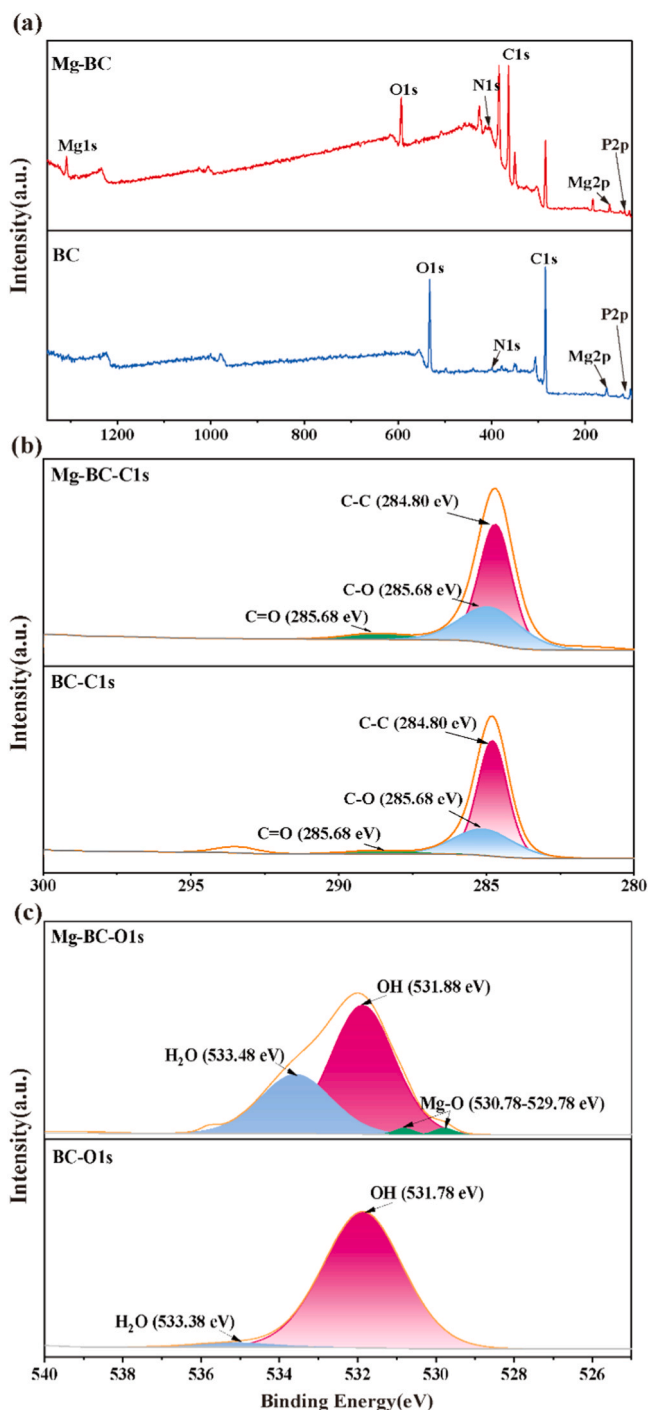 (a)
Mg-BC
Mg1s
O1s
N1s
C1s
Mg2p
P2p
BC
O1s
N1s
C1s
Mg2p
P2p
Intensity(a.u.)
1200 1000 800 600 400 200
(b)
Mg-BC-C1s
C-C (284.80 eV)
C-O (285.68 eV)
C=O (285.68 eV)
BC-C1s
C-C (284.80 eV)
C-O (285.68 eV)
C=O (285.68 eV)
Intensity(a.u.)
300 295 290 285 280
(c)
Mg-BC-O1s
OH (531.88 eV)
H₂O (533.48 eV)
Mg-O (530.78-529.78 eV)
BC-O1s
OH (531.78 eV)
H₂O (533.38 eV)
Intensity(a.u.)
540 538 536 534 532 530 528 526
Binding Energy(eV)